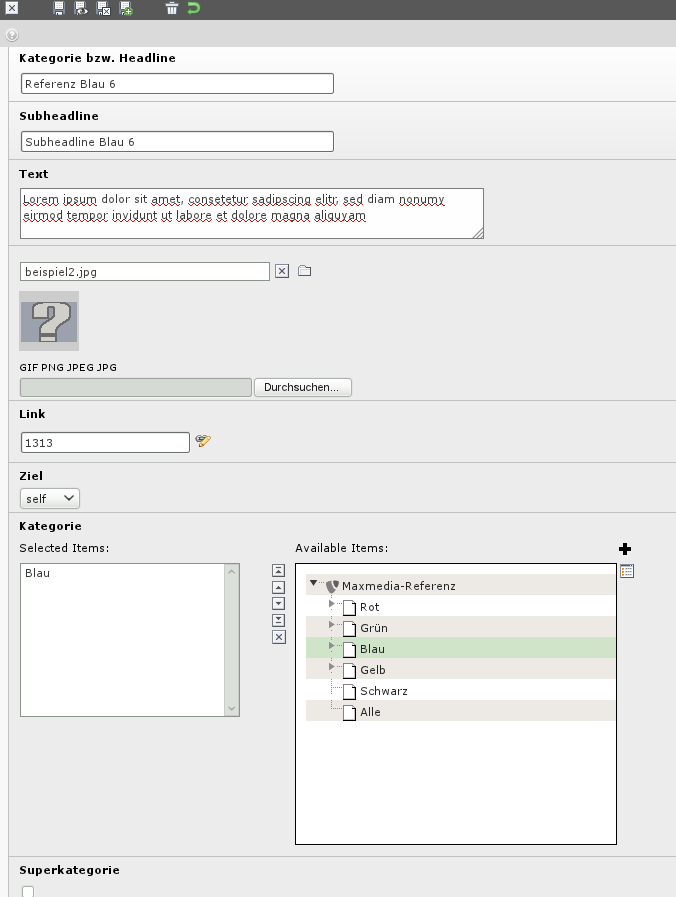 Kategorie bzw. Headline
Referenz Blau 6
Subheadline
Subheadline Blau 6
Text
Lorem ipsum dolor sit amet, consetetur sadipscing elitr, sed diam nonumy
eirmod tempor invidunt ut labore et dolore magna aliquyam
beispiel2.jpg
GIF PNG JPEG JPG
Durchsuchen...
Link
1313
Ziel
self
Kategorie
Selected Items:
Available Items:
Blau
Maxmedia-Referenz
Rot
Grün
Blau
Gelb
Schwarz
Alle
Superkategorie